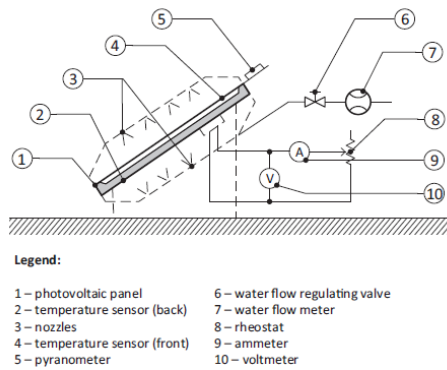 5
6
4
7
3
2
8
1
A
9
V
10
Legend:
1 – photovoltaic panel
2 – temperature sensor (back)
3 – nozzles
4 – temperature sensor (front)
5 – pyranometer
6 – water flow regulating valve
7 – water flow meter
8 – rheostat
9 – ammeter
10 – voltmeter